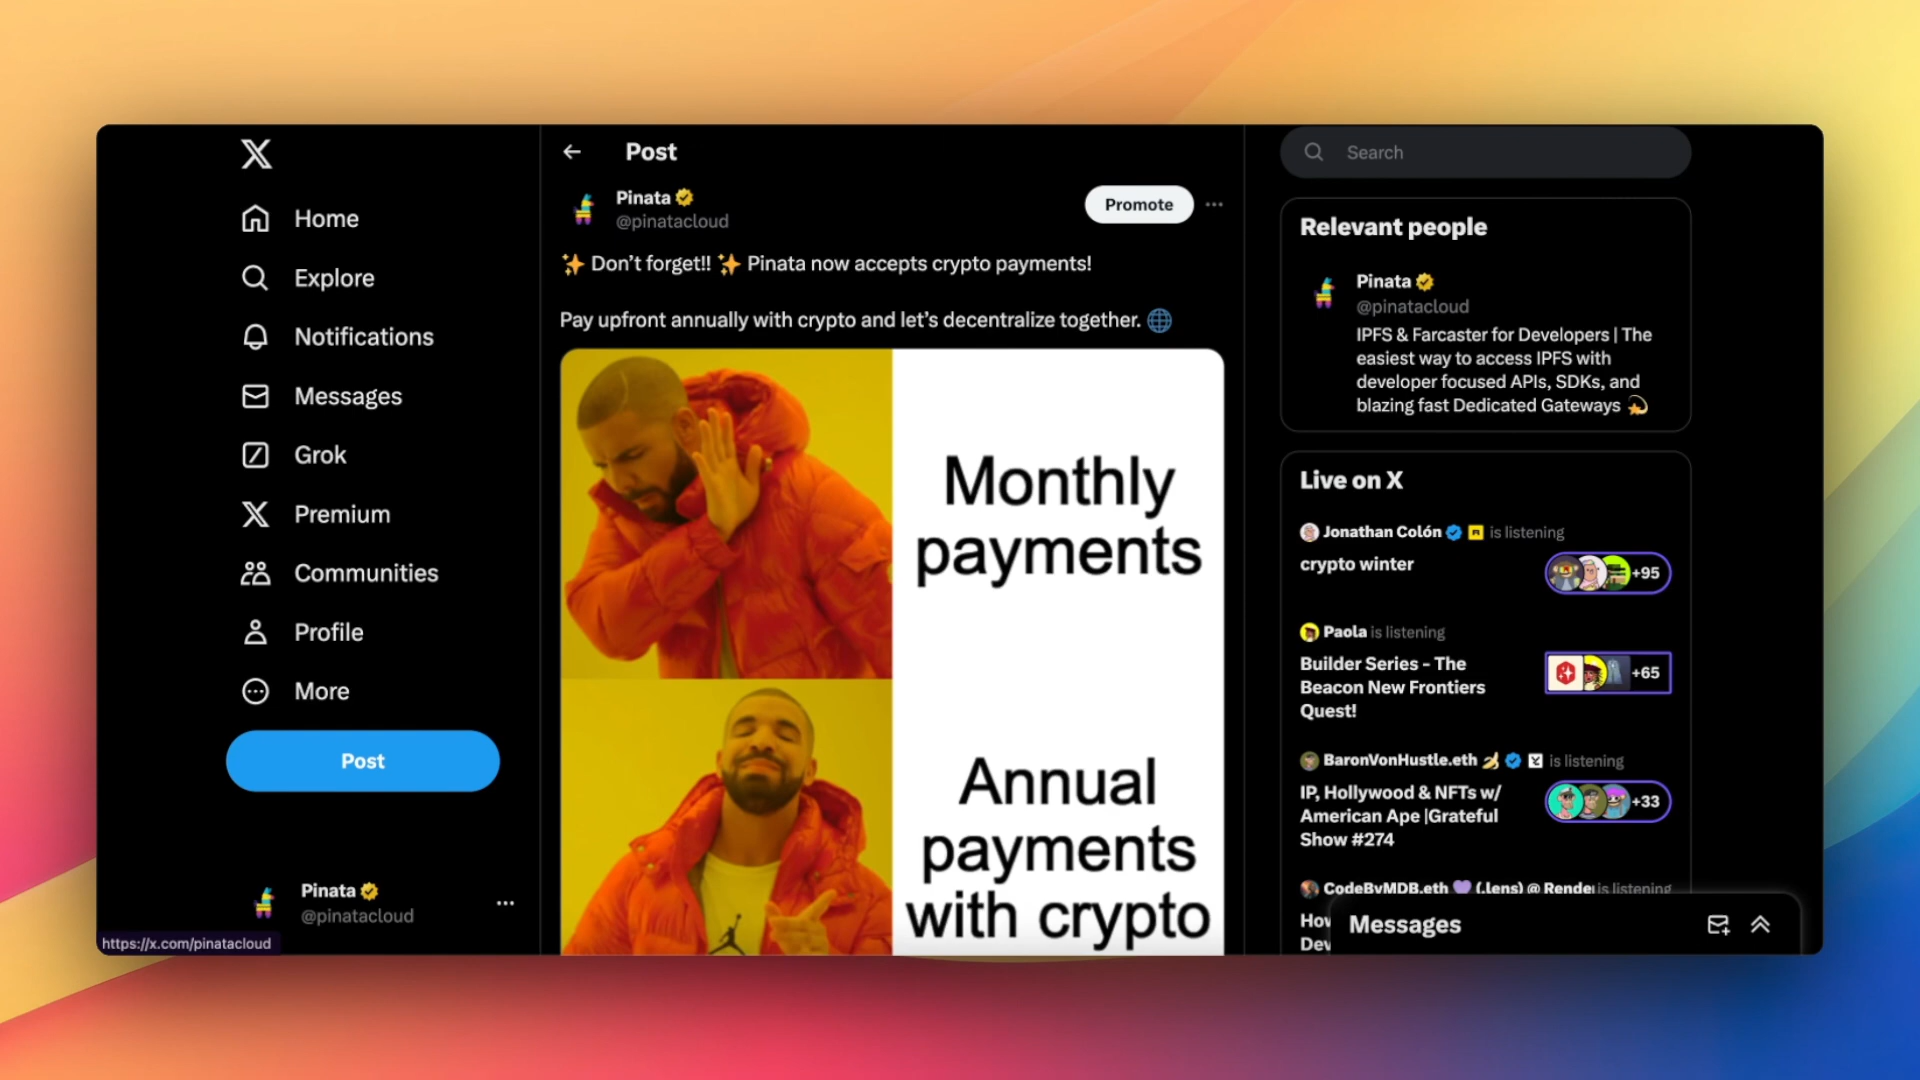 Home
Explore
Notifications
Messages
Grok
Premium
Communities
Profile
More
Post
Pinata
@pinatacloud
https://x.com/pinatacloud
Post
Pinata
@pinatacloud
Promote
✨ Don’t forget!! ✨ Pinata now accepts crypto payments!
Pay upfront annually with crypto and let’s decentralize together. 🌐
Monthly
payments
Annual
payments
with crypto
Search
Relevant people
Pinata
@pinatacloud
IPFS & Farcaster for Developers | The
easiest way to access IPFS with
developer focused APIs, SDKs, and
blazing fast Dedicated Gateways 💫
Live on X
Jonathan Colón is listening
crypto winter
+95
Paola is listening
Builder Series - The
Beacon New Frontiers
Quest!
+65
BaronVonHustle.eth 🍌 is listening
IP, Hollywood & NFTs w/
American Ape |Grateful
Show #274
+33
CodeByMDB.eth 💜 (.lens) @ is listening
Messages